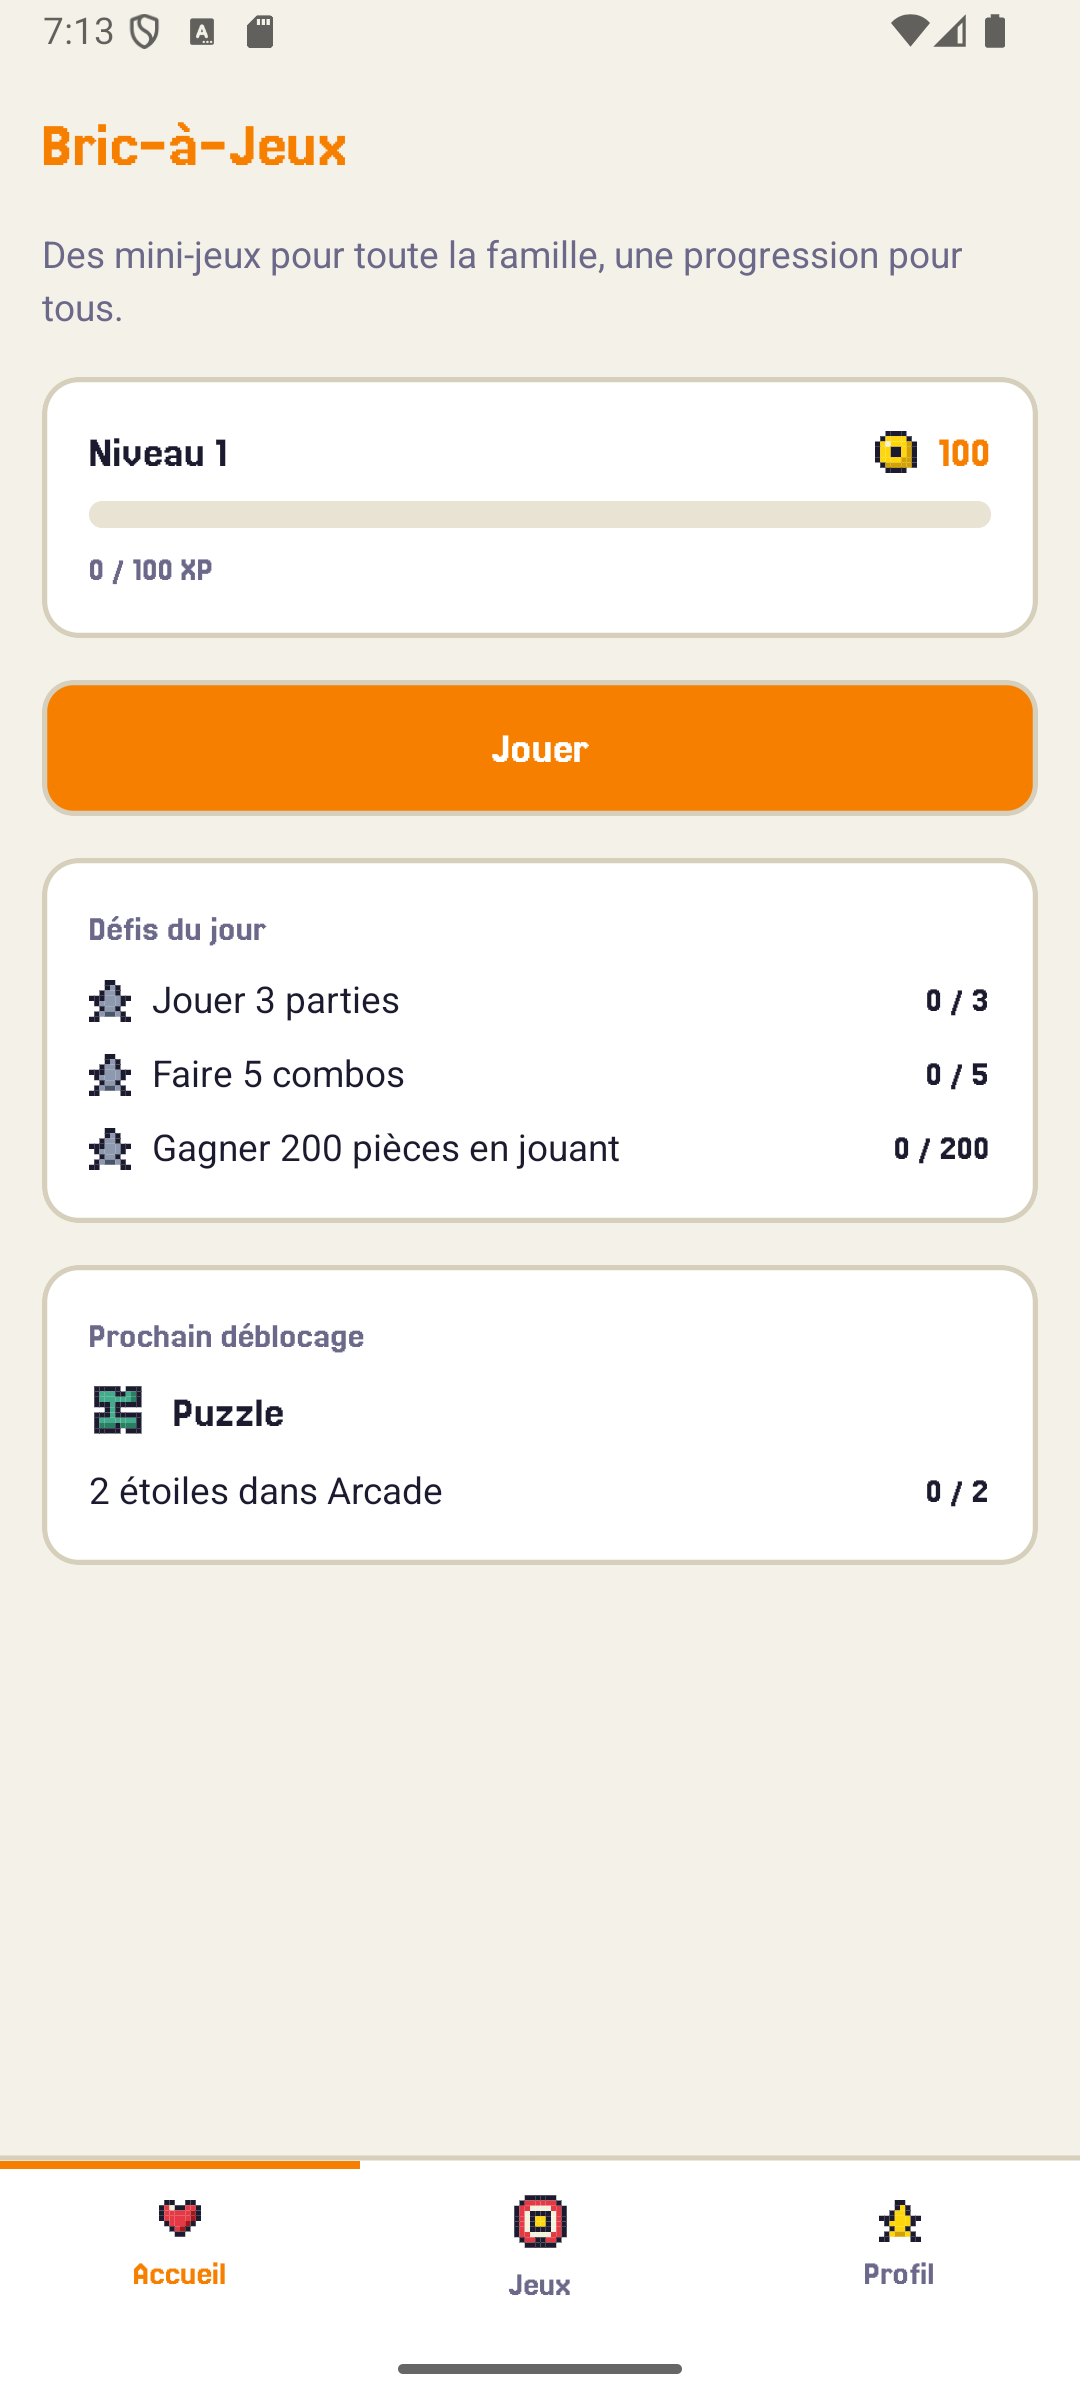 7:13
Bric-à-Jeux
Des mini-jeux pour toute la famille, une progression pour
tous.
Niveau 1 100
0 / 100 XP
Jouer
Défis du jour
Jouer 3 parties 0 / 3
Faire 5 combos 0 / 5
Gagner 200 pièces en jouant 0 / 200
Prochain déblocage
Puzzle
2 étoiles dans Arcade 0 / 2
Accueil Jeux Profil